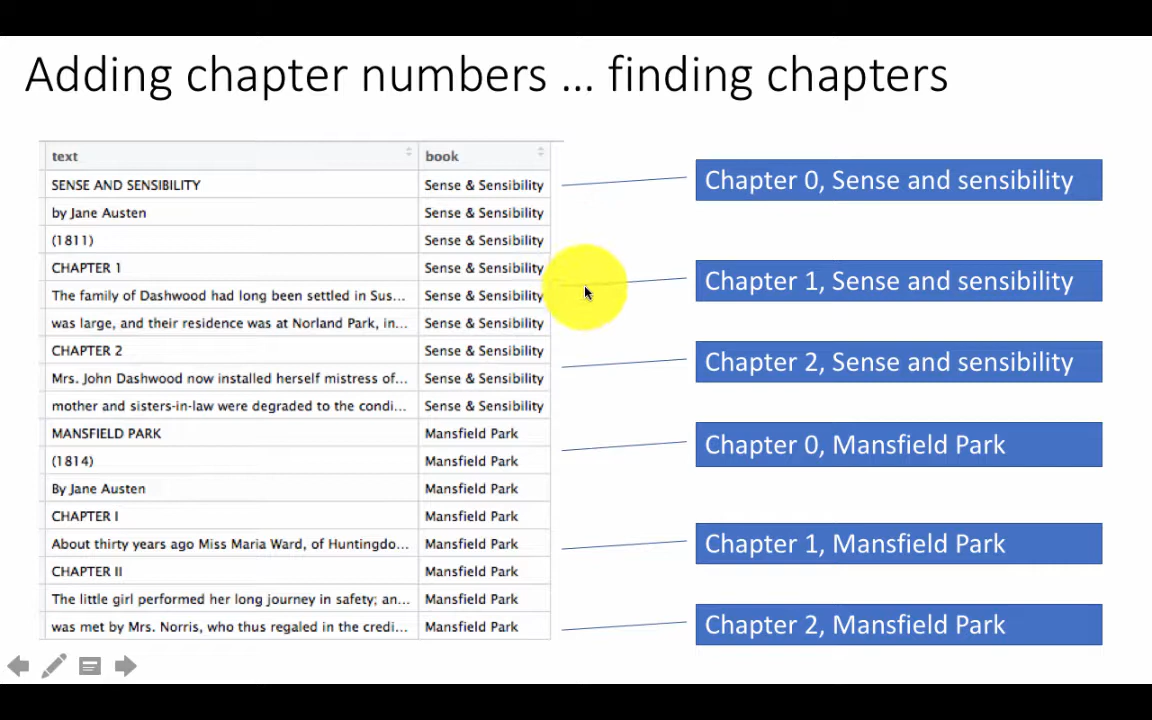 Adding chapter numbers ... finding chapters
text book
SENSE AND SENSIBILITY Sense & Sensibility
by Jane Austen Sense & Sensibility
(1811) Sense & Sensibility
CHAPTER 1 Sense & Sensibility
The family of Dashwood had long been settled in Sus... Sense & Sensibility
was large, and their residence was at Norland Park, in... Sense & Sensibility
CHAPTER 2 Sense & Sensibility
Mrs. John Dashwood now installed herself mistress of... Sense & Sensibility
mother and sisters-in-law were degraded to the condi... Sense & Sensibility
MANSFIELD PARK Mansfield Park
(1814) Mansfield Park
By Jane Austen Mansfield Park
CHAPTER I Mansfield Park
About thirty years ago Miss Maria Ward, of Huntingdo... Mansfield Park
CHAPTER II Mansfield Park
The little girl performed her long journey in safety; an... Mansfield Park
was met by Mrs. Norris, who thus regaled in the credi... Mansfield Park
Chapter 0, Sense and sensibility
Chapter 1, Sense and sensibility
Chapter 2, Sense and sensibility
Chapter 0, Mansfield Park
Chapter 1, Mansfield Park
Chapter 2, Mansfield Park